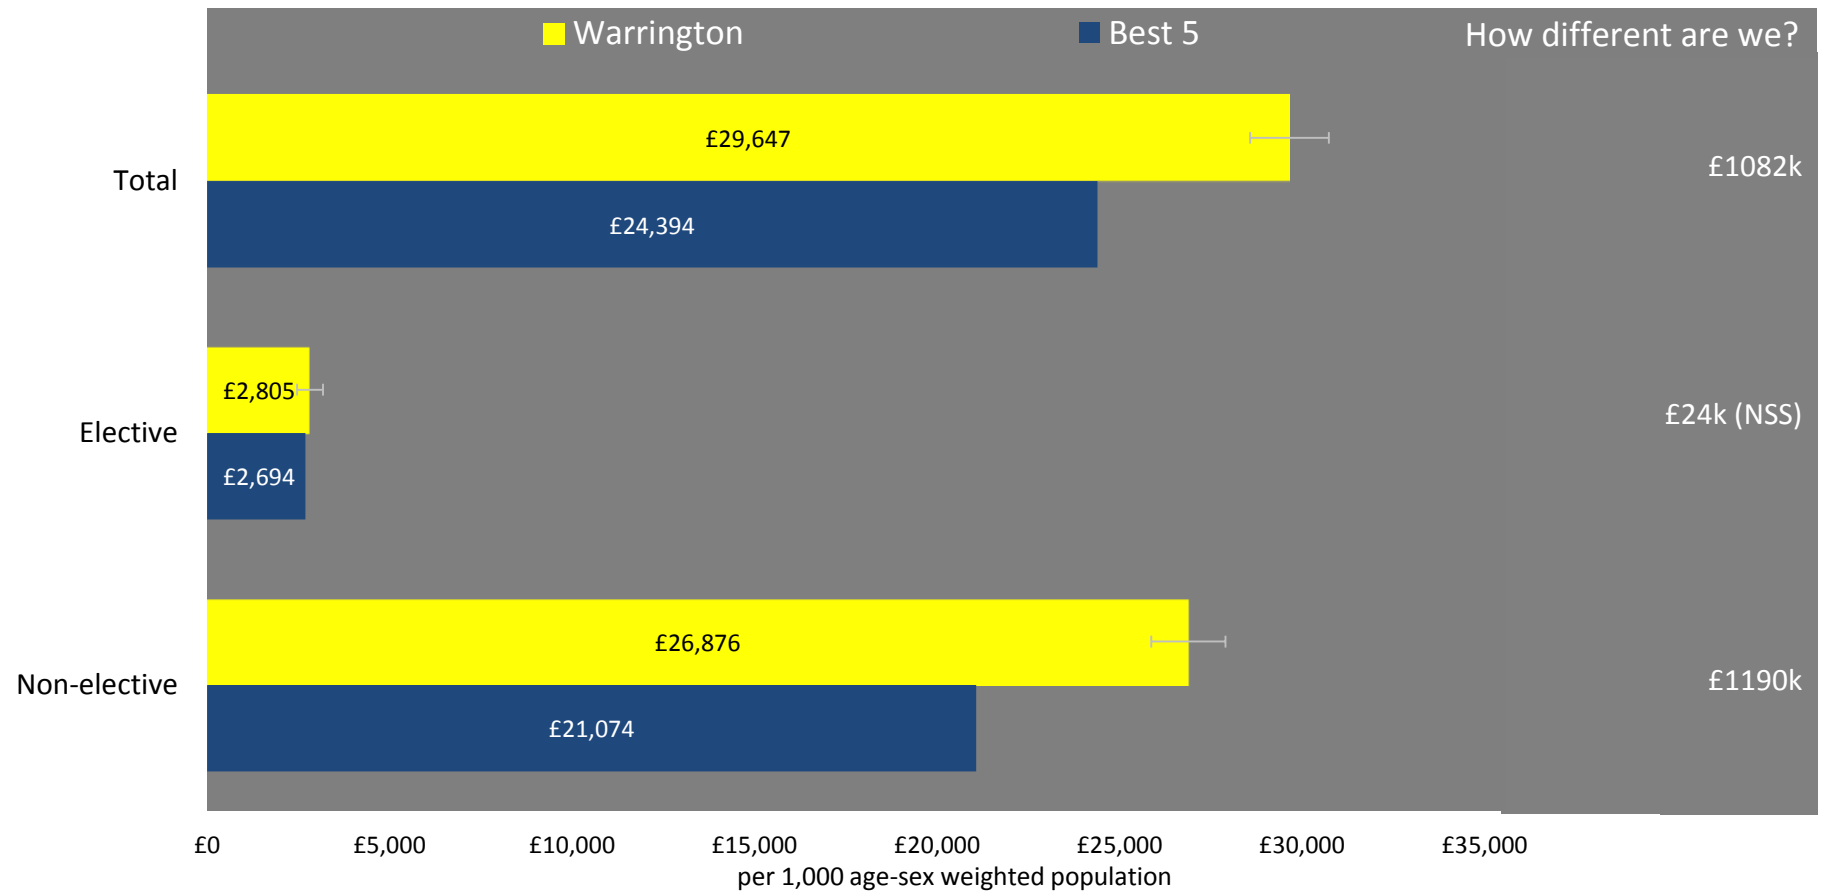 Warrington
Best 5
How different are we?
Total
£29,647
£24,394
£1082k
Elective
£2,805
£2,694
£24k (NSS)
Non-elective
£26,876
£21,074
£1190k
£0 £5,000 £10,000 £15,000 £20,000 £25,000 £30,000 £35,000
per 1,000 age-sex weighted population